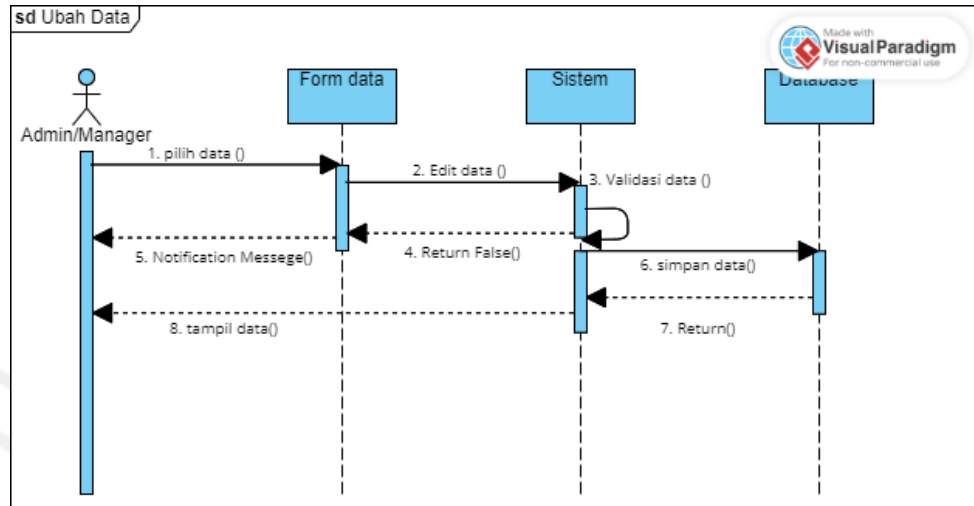 sd Ubah Data
Made with
Visual Paradigm
For non-commercial use
Admin/Manager
Form data
Sistem
Database
1. pilih data ()
2. Edit data ()
3. Validasi data ()
4. Return False()
5. Notification Messege()
6. simpan data()
7. Return()
8. tampil data()